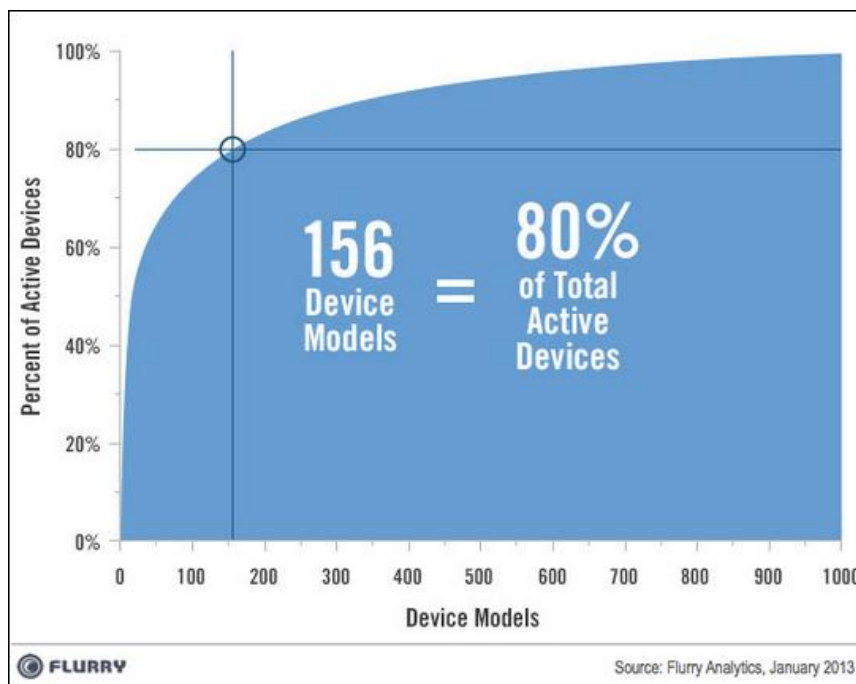 100%
80%
60%
40%
20%
0%
Percent of Active Devices
156
Device
Models
=
80%
of Total
Active
Devices
0 100 200 300 400 500 600 700 800 900 1000
Device Models
FLURRY
Source: Flurry Analytics, January 2013